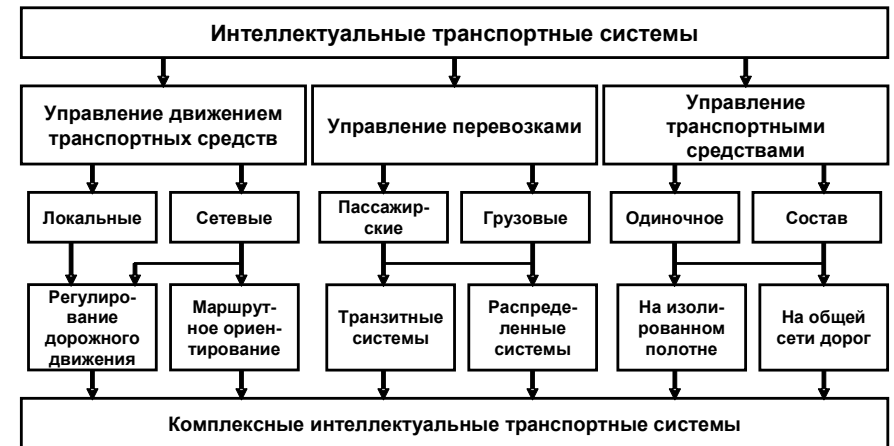 Интеллектуальные транспортные системы
Управление движением
транспортных средств
Управление перевозками
Управление
транспортными
средствами
Локальные
Сетевые
Пассажир-
ские
Грузовые
Одиночное
Состав
Регулиро-
вание
дорожного
движения
Маршрут-
ное ориен-
тирование
Транзитные
системы
Распреде-
ленные
системы
На изоли-
рованном
полотне
На общей
сети дорог
Комплексные интеллектуальные транспортные системы